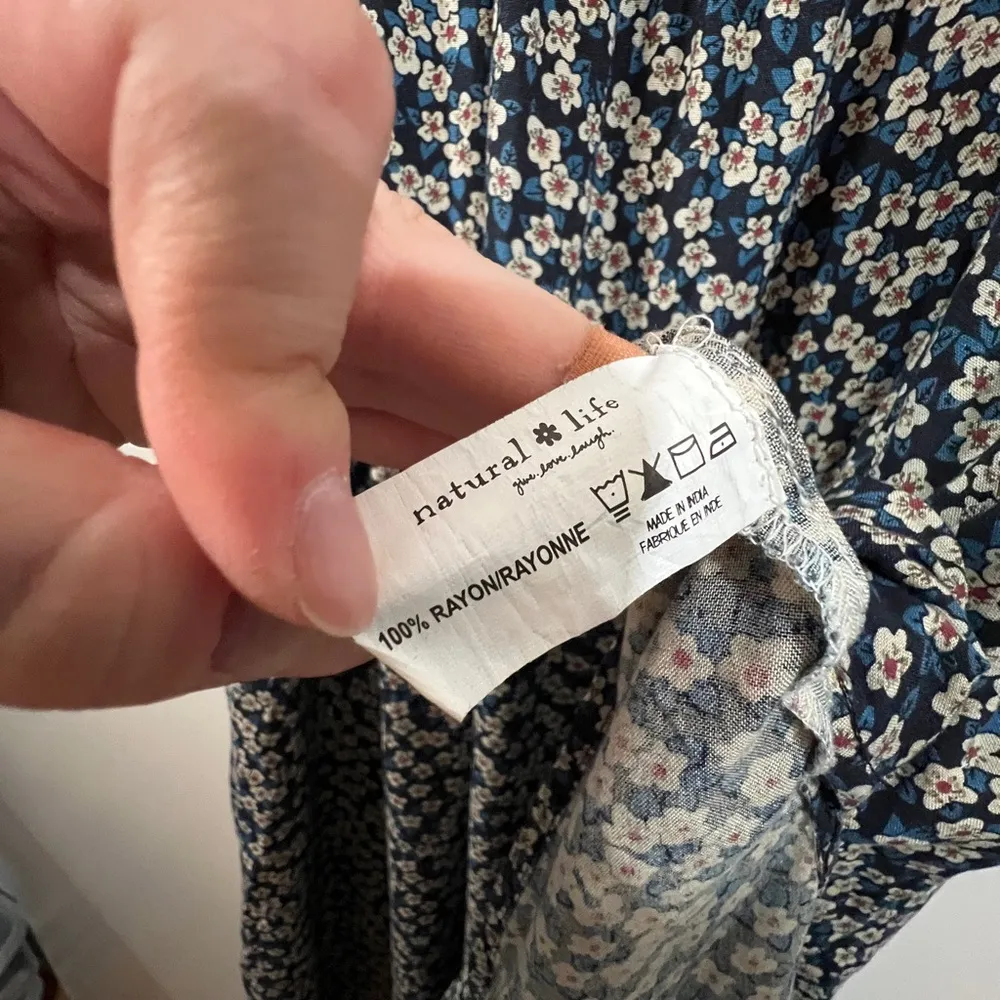 natural life
give.love.laugh.
100% RAYON/RAYONNE
MADE IN INDIA
FABRIQUE EN INDE